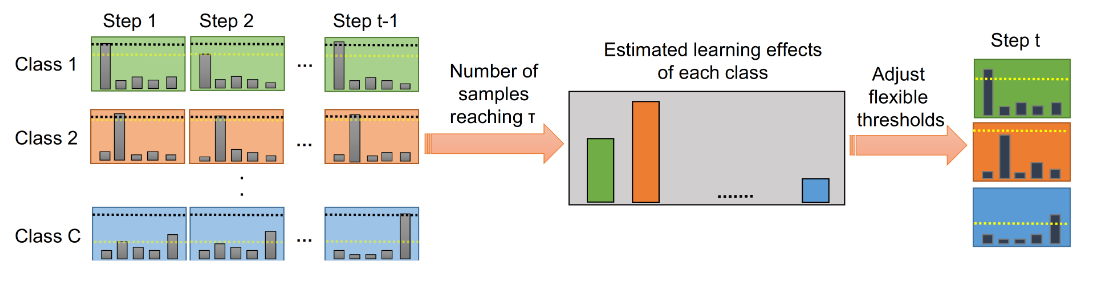 Step 1
Step 2
Step t-1
Class 1
...
Class 2
...
Class C
...
Number of
samples
reaching τ
Estimated learning effects
of each class
.......
Adjust
flexible
thresholds
Step t